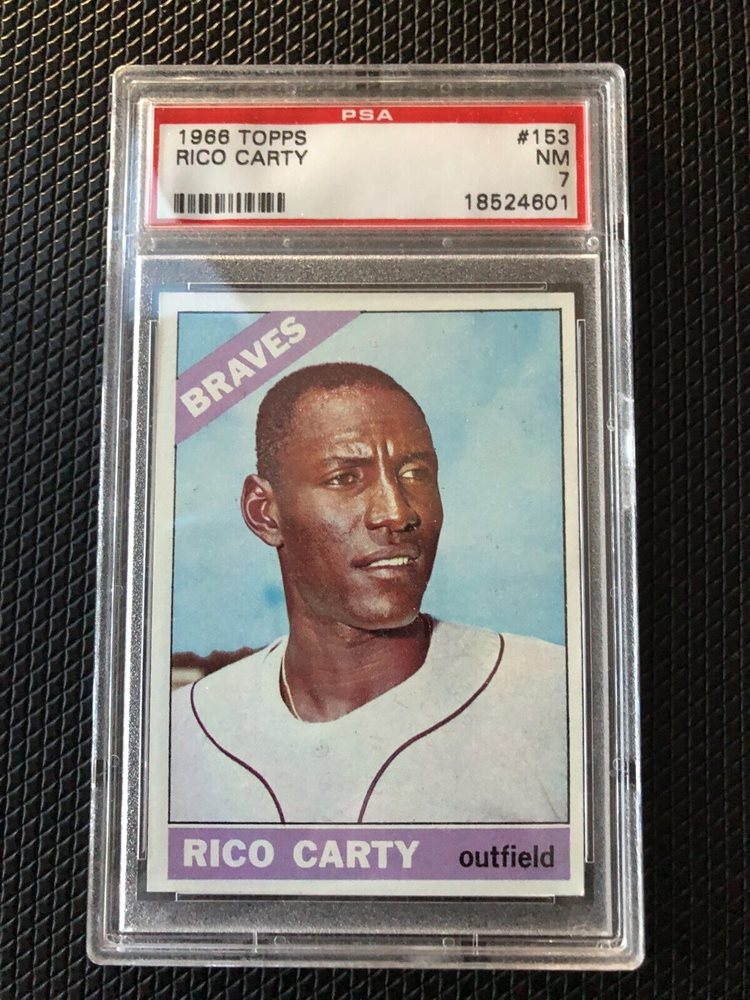 PSA
1966 TOPPS #153
RICO CARTY NM
7
18524601
BRAVES
RICO CARTY outfield